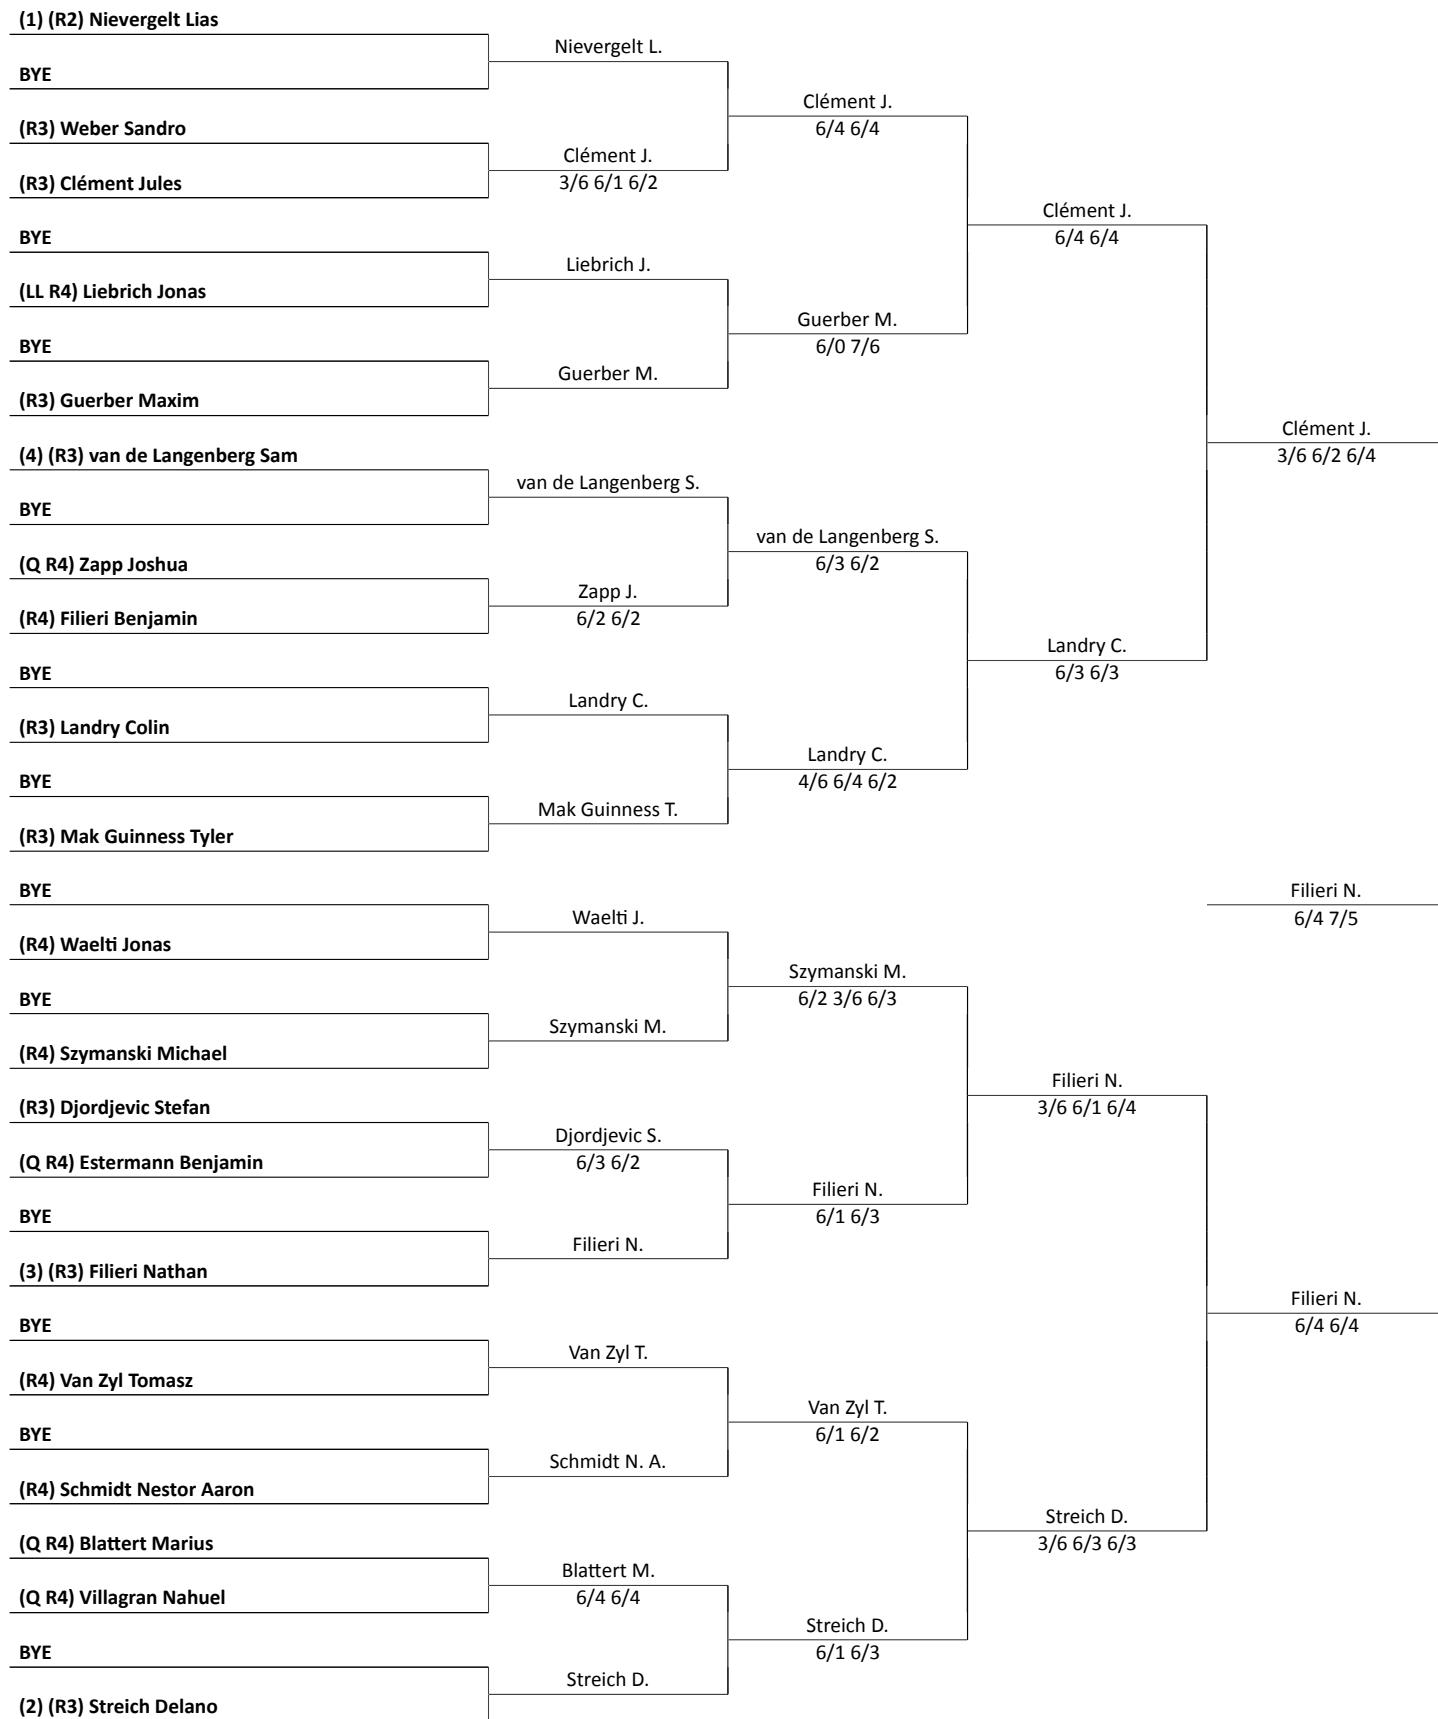 (1) (R2) Nievergelt Lias
Nievergelt L.
BYE
Clément J.
6/4 6/4
(R3) Weber Sandro
Clément J.
3/6 6/1 6/2
(R3) Clément Jules
Clément J.
6/4 6/4
BYE
Liebrich J.
(LL R4) Liebrich Jonas
Guerber M.
6/0 7/6
BYE
Guerber M.
(R3) Guerber Maxim
Clément J.
3/6 6/2 6/4
(4) (R3) van de Langenberg Sam
van de Langenberg S.
BYE
van de Langenberg S.
6/3 6/2
(Q R4) Zapp Joshua
Zapp J.
6/2 6/2
(R4) Filieri Benjamin
Landry C.
6/3 6/3
BYE
Landry C.
(R3) Landry Colin
Landry C.
4/6 6/4 6/2
BYE
Mak Guinness T.
(R3) Mak Guinness Tyler
BYE
Filieri N.
6/4 7/5
Waelti J.
(R4) Waelti Jonas
Szymanski M.
6/2 3/6 6/3
BYE
Szymanski M.
(R4) Szymanski Michael
Filieri N.
3/6 6/1 6/4
(R3) Djordjevic Stefan
Djordjevic S.
6/3 6/2
(Q R4) Estermann Benjamin
Filieri N.
6/1 6/3
BYE
Filieri N.
(3) (R3) Filieri Nathan
Filieri N.
6/4 6/4
BYE
Van Zyl T.
(R4) Van Zyl Tomasz
Van Zyl T.
6/1 6/2
BYE
Schmidt N. A.
(R4) Schmidt Nestor Aaron
Streich D.
3/6 6/3 6/3
(Q R4) Blattert Marius
Blattert M.
6/4 6/4
(Q R4) Villagran Nahuel
Streich D.
6/1 6/3
BYE
Streich D.
(2) (R3) Streich Delano